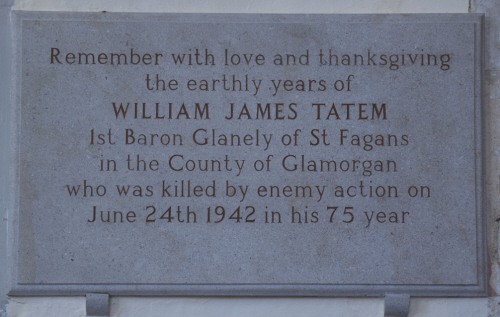 Remember with love and thanksgiving
the earthly years of
WILLIAM JAMES TATEM
1st Baron Glanely of St Fagans
in the County of Glamorgan
who was killed by enemy action on
June 24th 1942 in his 75 year